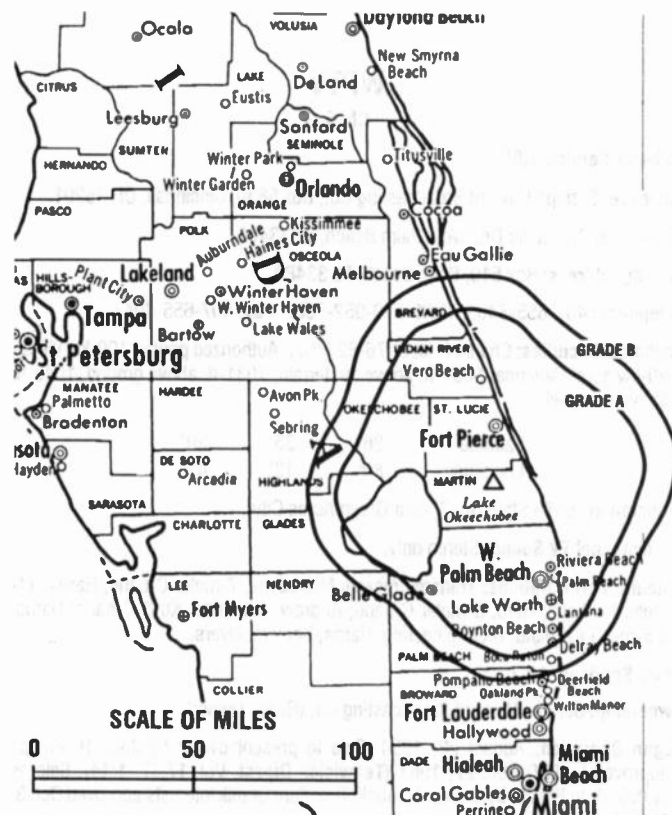 Daytona Beach
VOLUSIA
Ocala
New Smyrna
Beach
LAKE
DeLand
CITRUS
Eustis
Leesburg
Sanford
SUMTER
SEMINOLE
HERNANDO
Winter Park
Titusville
Winter Garden
Orlando
PASCO
ORANGE
Cocoa
POLK
Kissimmee
Auburndale
Haines City
OSCEOLA
Eau Gallie
HILLS-
BOROUGH
Plant City
Lakeland
Melbourne
Winter Haven
W. Winter Haven
BREVARD
Tampa
Lake Wales
Bartow
INDIAN RIVER
GRADE B
St. Petersburg
Vero Beach
MANATEE
HARDEE
Avon Pk.
OKEECHOBEE
ST. LUCIE
GRADE A
Palmetto
Bradenton
Sebring
Fort Pierce
DE SOTO
Arcadia
HIGHLANDS
MARTIN
Lake
Okeechobee
SARASOTA
CHARLOTTE
GLADES
W.
Palm Beach
Riviera Beach
Palm Beach
LEE
HENDRY
Belle Glade
Lake Worth
Lantana
Fort Myers
Boynton Beach
Delray Beach
PALM BEACH
Boca Raton
COLLIER
Pompano Beach
Deerfield
Beach
BROWARD
Oakland Pk.
Wilton Manor
SCALE OF MILES
Fort Lauderdale
Hollywood
0 50 100
DADE
Hialeah
Miami
Beach
Coral Gables
Perrine
Miami